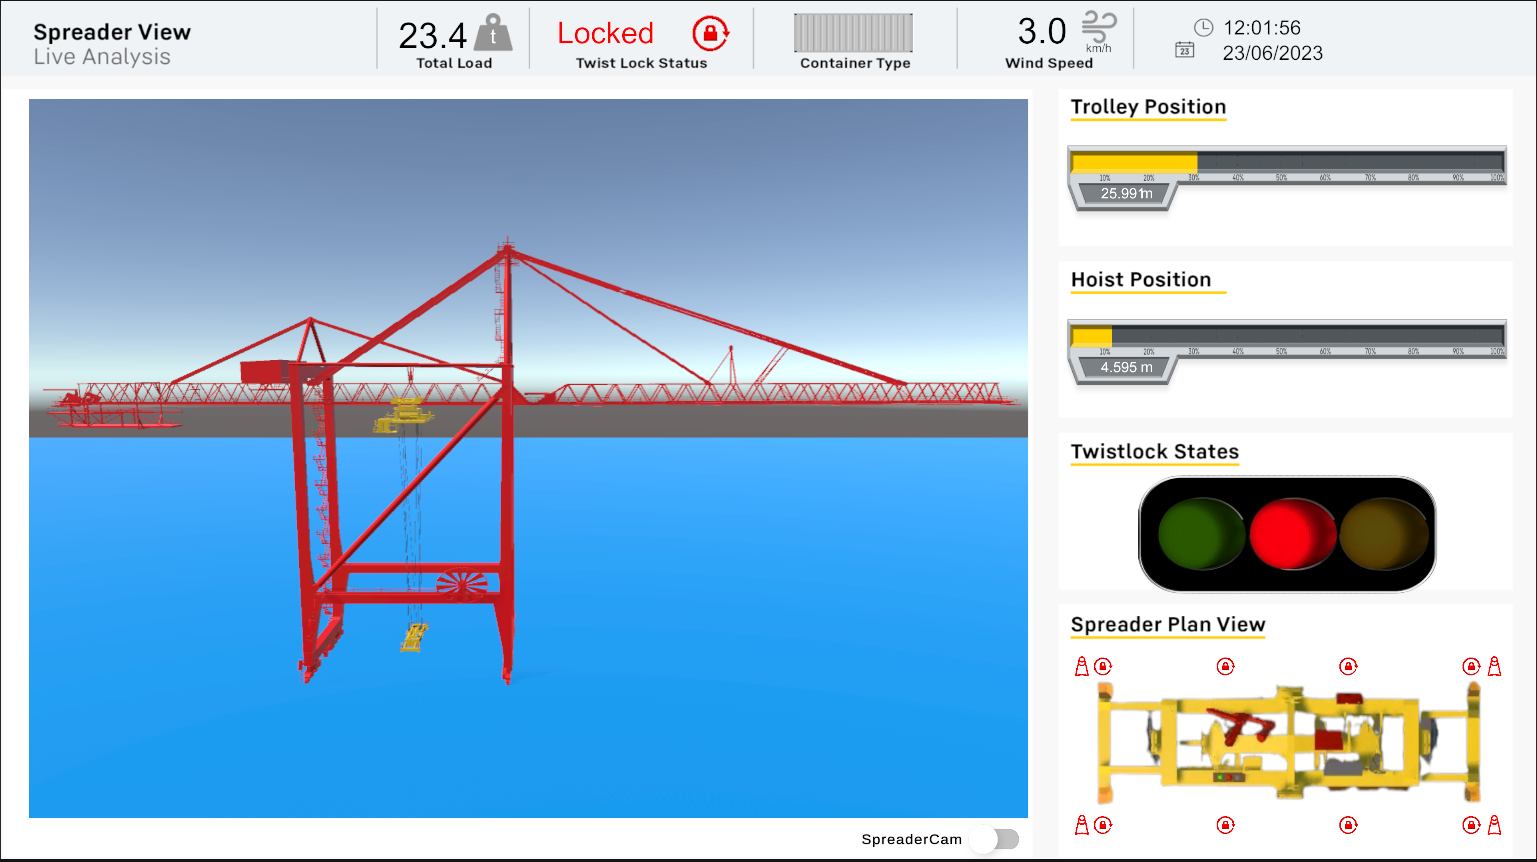 Spreader View
Live Analysis
23.4
t
Total Load
Locked
Twist Lock Status
Container Type
3.0
km/h
Wind Speed
12:01:56
23
23/06/2023
Trolley Position
10% 20% 30% 40% 50% 60% 70% 80% 90% 100%
25.991m
Hoist Position
10% 20% 30% 40% 50% 60% 70% 80% 90% 100%
4.595 m
Twistlock States
Spreader Plan View
SpreaderCam